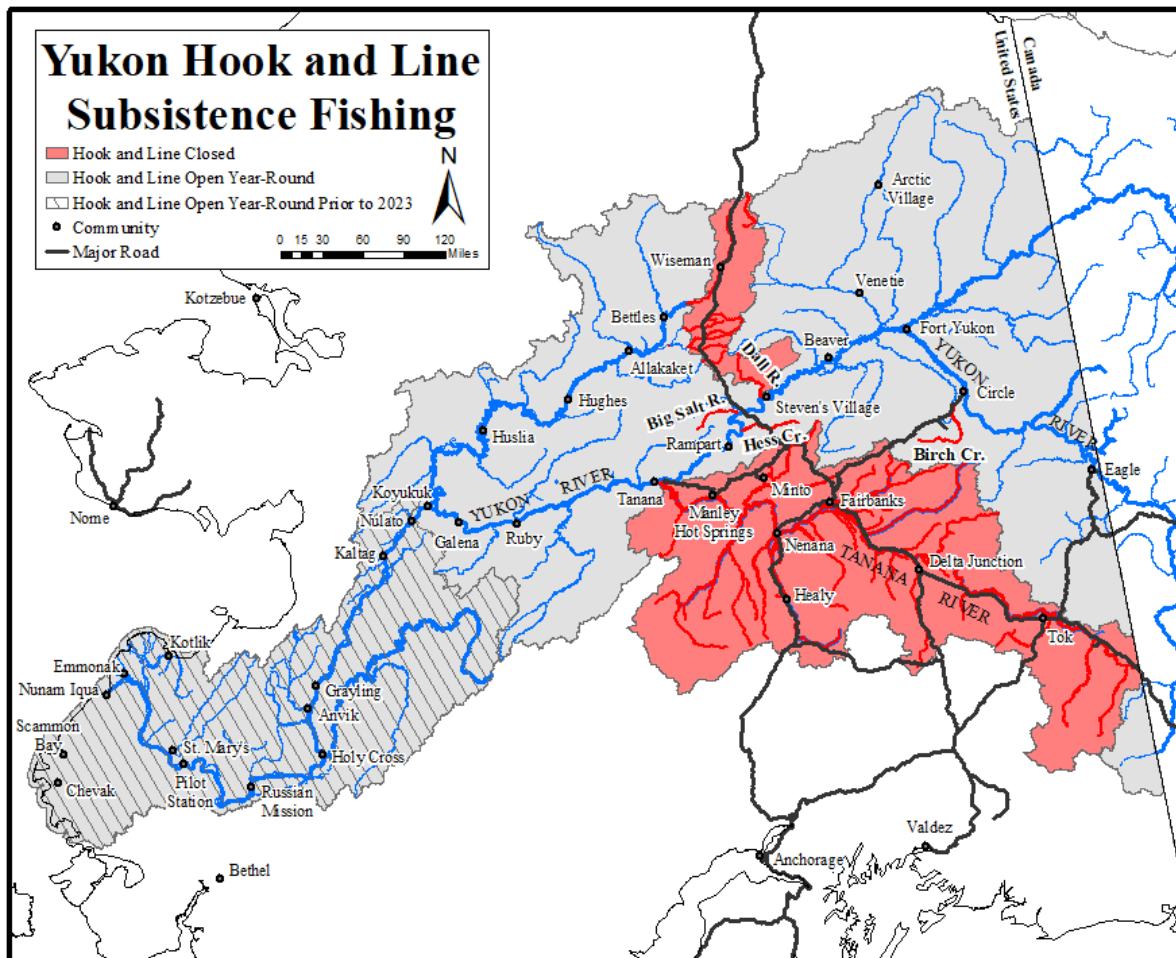 Yukon Hook and Line
Subsistence Fishing
Hook and Line Closed
Hook and Line Open Year-Round
Hook and Line Open Year-Round Prior to 2023
Community
Major Road
N
0 15 30 60 90 120
Miles
Canada
United States
Arctic
Village
Wiseman
Kotzebue
Venetie
Bettles
Fort Yukon
Beaver
YUKON
Allakaket
Dall R.
Circle
Hughes
Steven's Village
Big Salt R.
Huslia
Rampart
Hess Cr.
RIVER
Birch Cr.
Eagle
Koyukuk
YUKON
RIVER
Tanana
Minto
Manley
Hot Springs
Fairbanks
Nome
Nulato
Galena
Ruby
Nenana
Kaltag
TANANA
Delta Junction
Healy
RIVER
Tok
Kotlik
Emmonak
Nunam Iqua
Grayling
Anvik
Scammon
Bay
St. Mary's
Holy Cross
Chevak
Pilot
Station
Russian
Mission
Valdez
Anchorage
Bethel